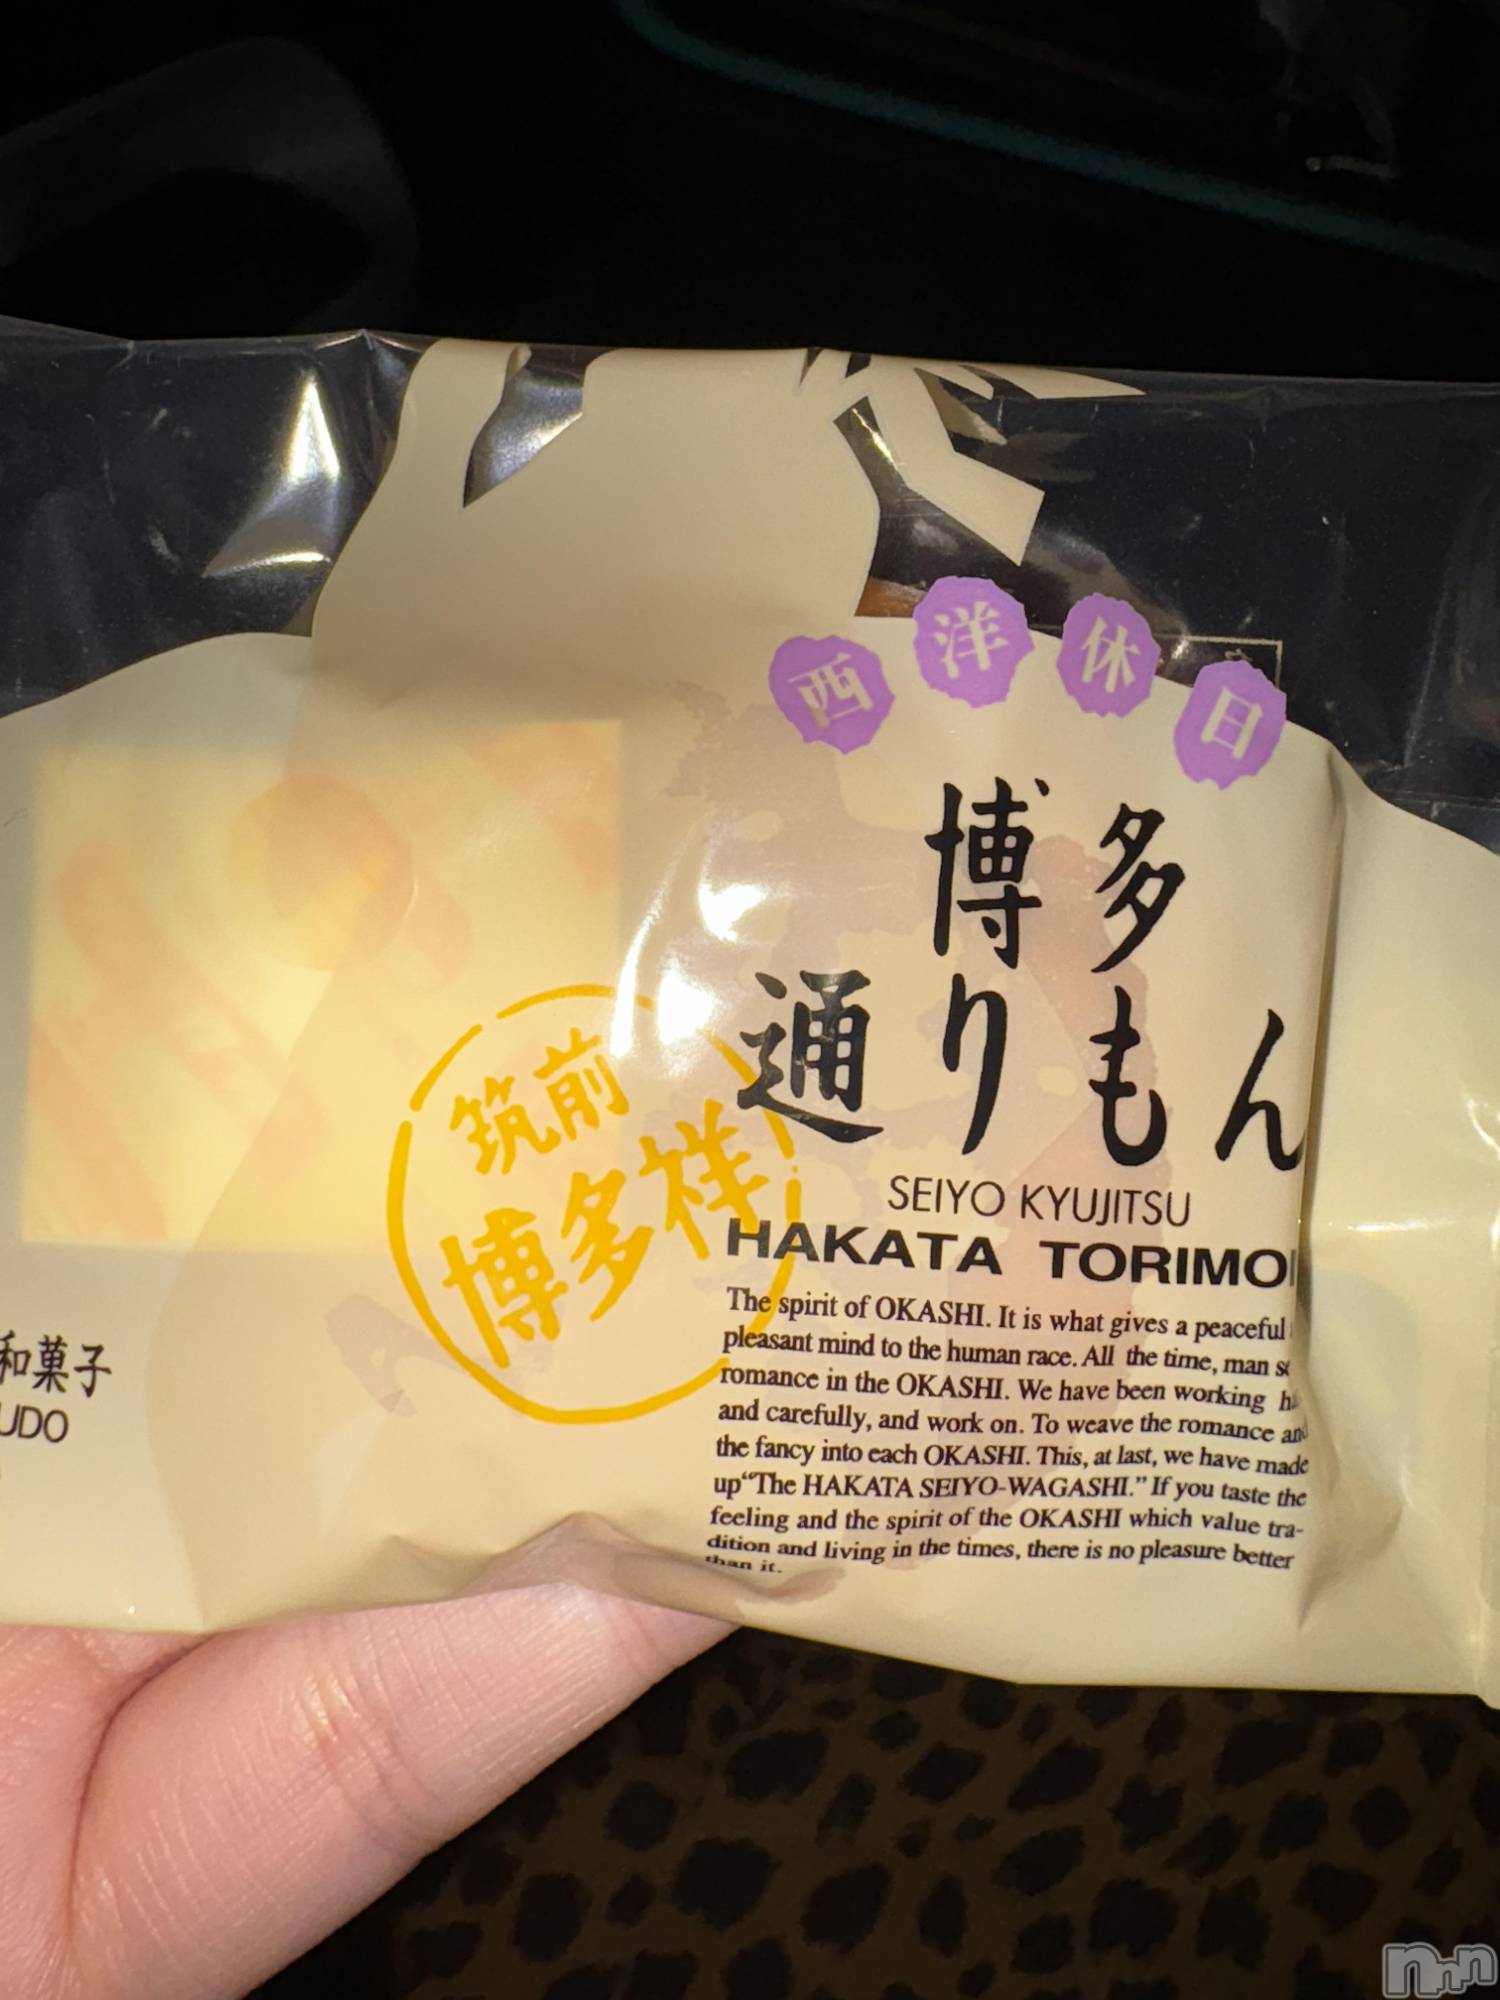 西洋休日
博多
通りもん
SEIYO KYUJITSU
HAKATA TORIMO
The spirit of OKASHI. It is what gives a peaceful
pleasant mind to the human race. All the time, man
romance in the OKASHI. We have been working
and carefully, and work on. To weave the romance and
the fancy into each OKASHI. This, at last, we have made
up“The HAKATA SEIYO-WAGASHI.” If you taste the
feeling and the spirit of the OKASHI which value tra-
dition and living in the times, there is no pleasure better
than it.
筑前
博多祥
和菓子
UDO
nnn